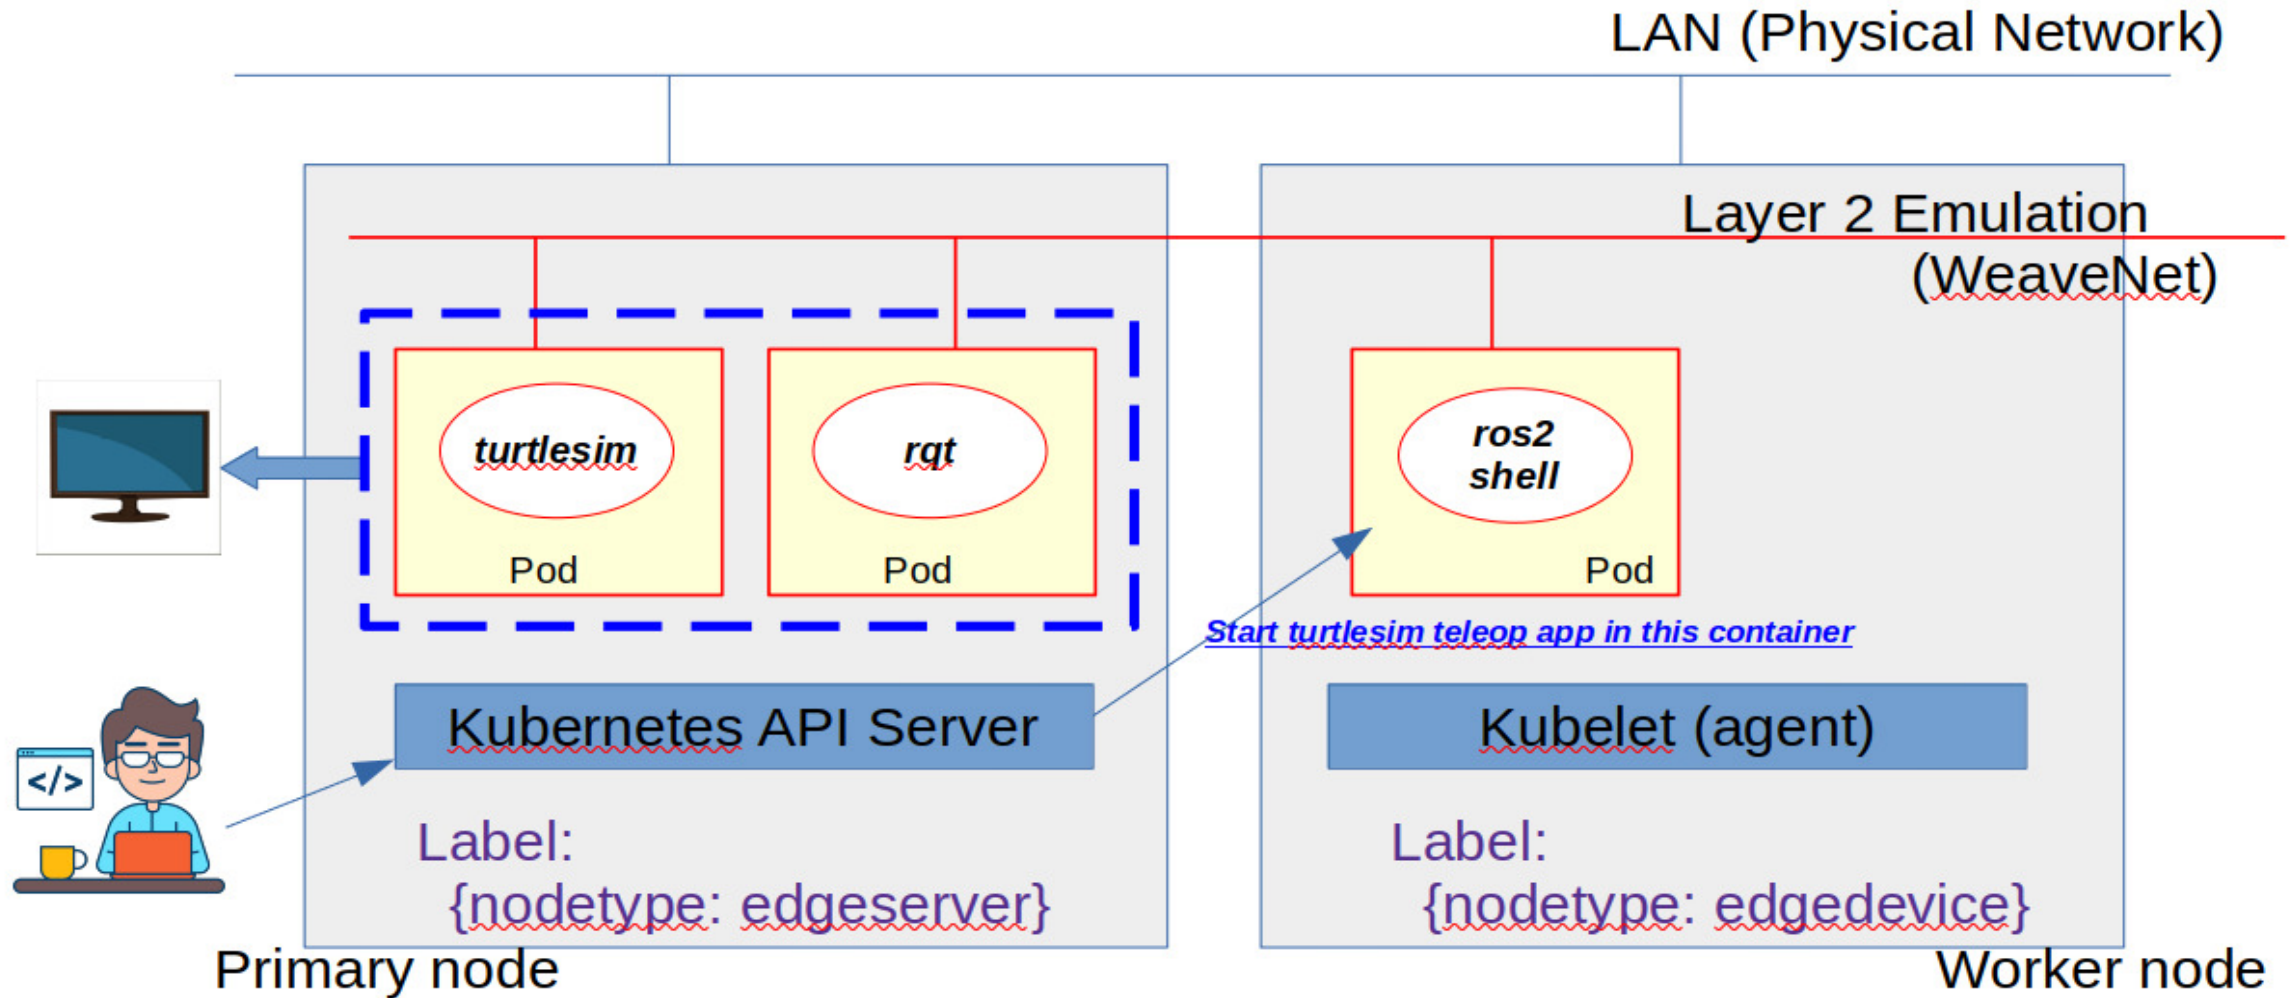 LAN (Physical Network)
Layer 2 Emulation
(WeaveNet)
turtlesim
Pod
rqt
Pod
ros2
shell
Pod
Start turtlesim teleop app in this container
Kubernetes API Server
Kubelet (agent)
</>
Label:
{nodetype: edgeserver}
Label:
{nodetype: edgedevice}
Primary node
Worker node